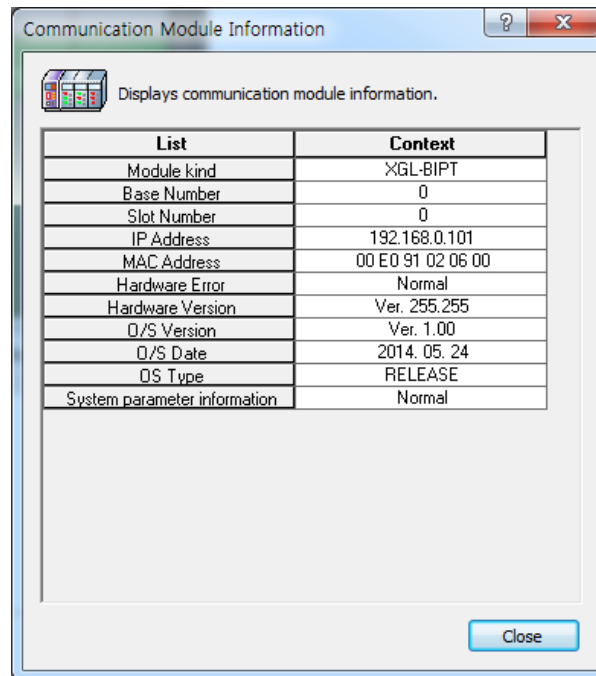 Communication Module Information
Displays communication module information.
List Context
Module kind XGL-BIPT
Base Number 0
Slot Number 0
IP Address 192.168.0.101
MAC Address 00 E0 91 02 06 00
Hardware Error Normal
Hardware Version Ver. 255.255
O/S Version Ver. 1.00
O/S Date 2014. 05. 24
OS Type RELEASE
System parameter information Normal
Close